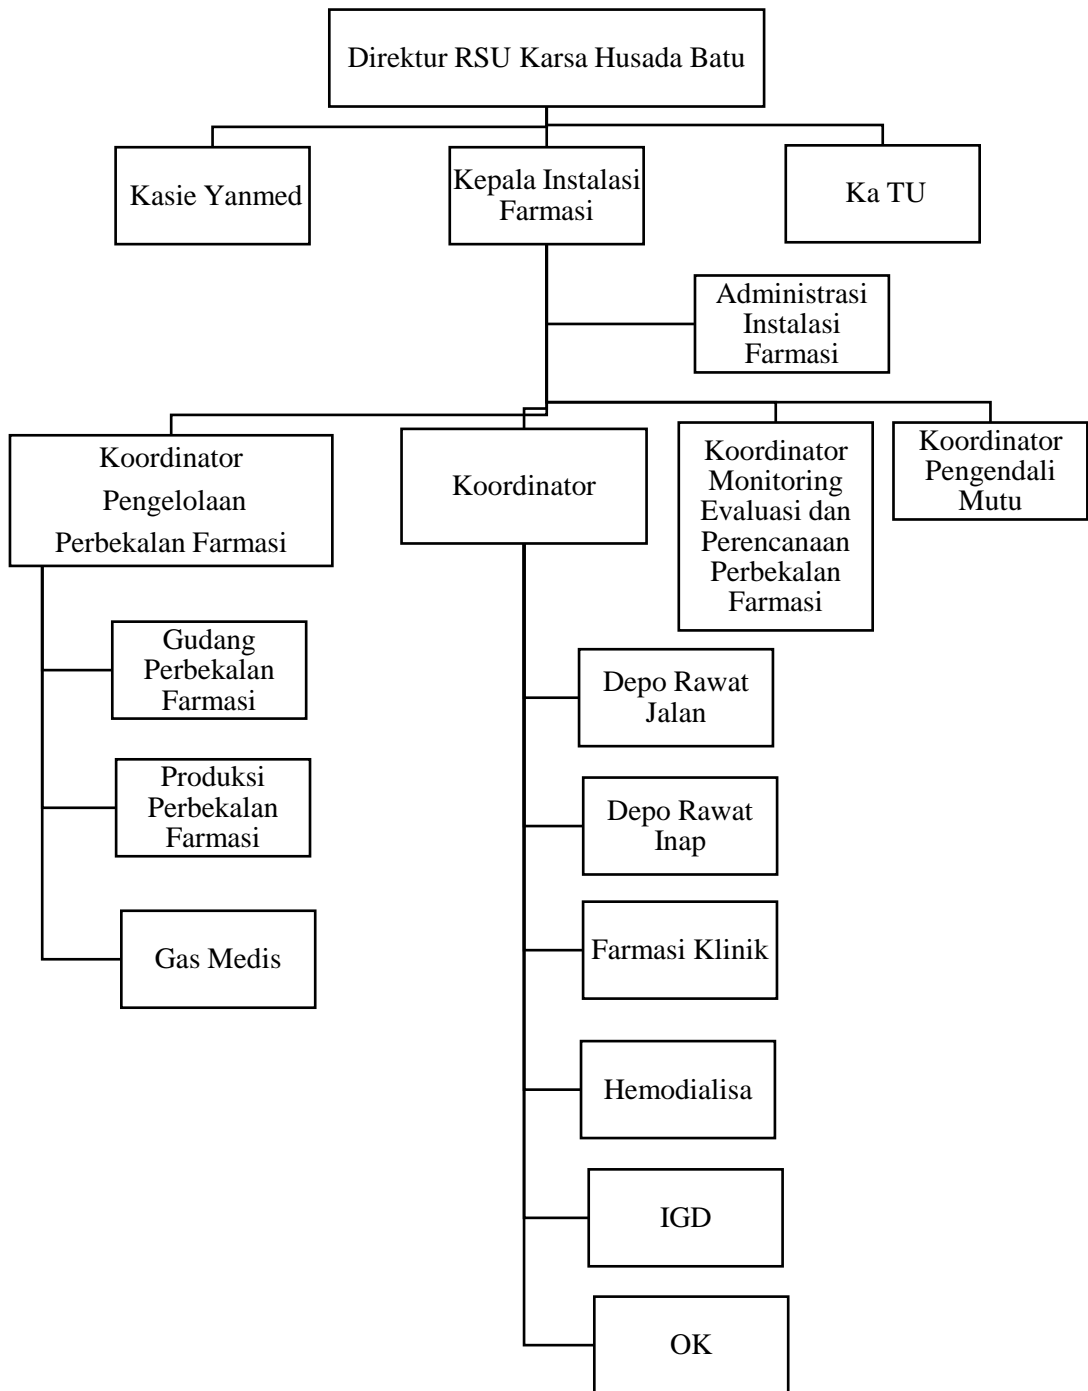 Direktur RSU Karsa Husada Batu
Kasie Yanmed
Kepala Instalasi
Farmasi
Ka TU
Administrasi
Instalasi
Farmasi
Koordinator
Pengelolaan
Perbekalan Farmasi
Koordinator
Koordinator
Monitoring
Evaluasi dan
Perencanaan
Perbekalan
Farmasi
Koordinator
Pengendali
Mutu
Gudang
Perbekalan
Farmasi
Produksi
Perbekalan
Farmasi
Gas Medis
Depo Rawat
Jalan
Depo Rawat
Inap
Farmasi Klinik
Hemodialisa
IGD
OK